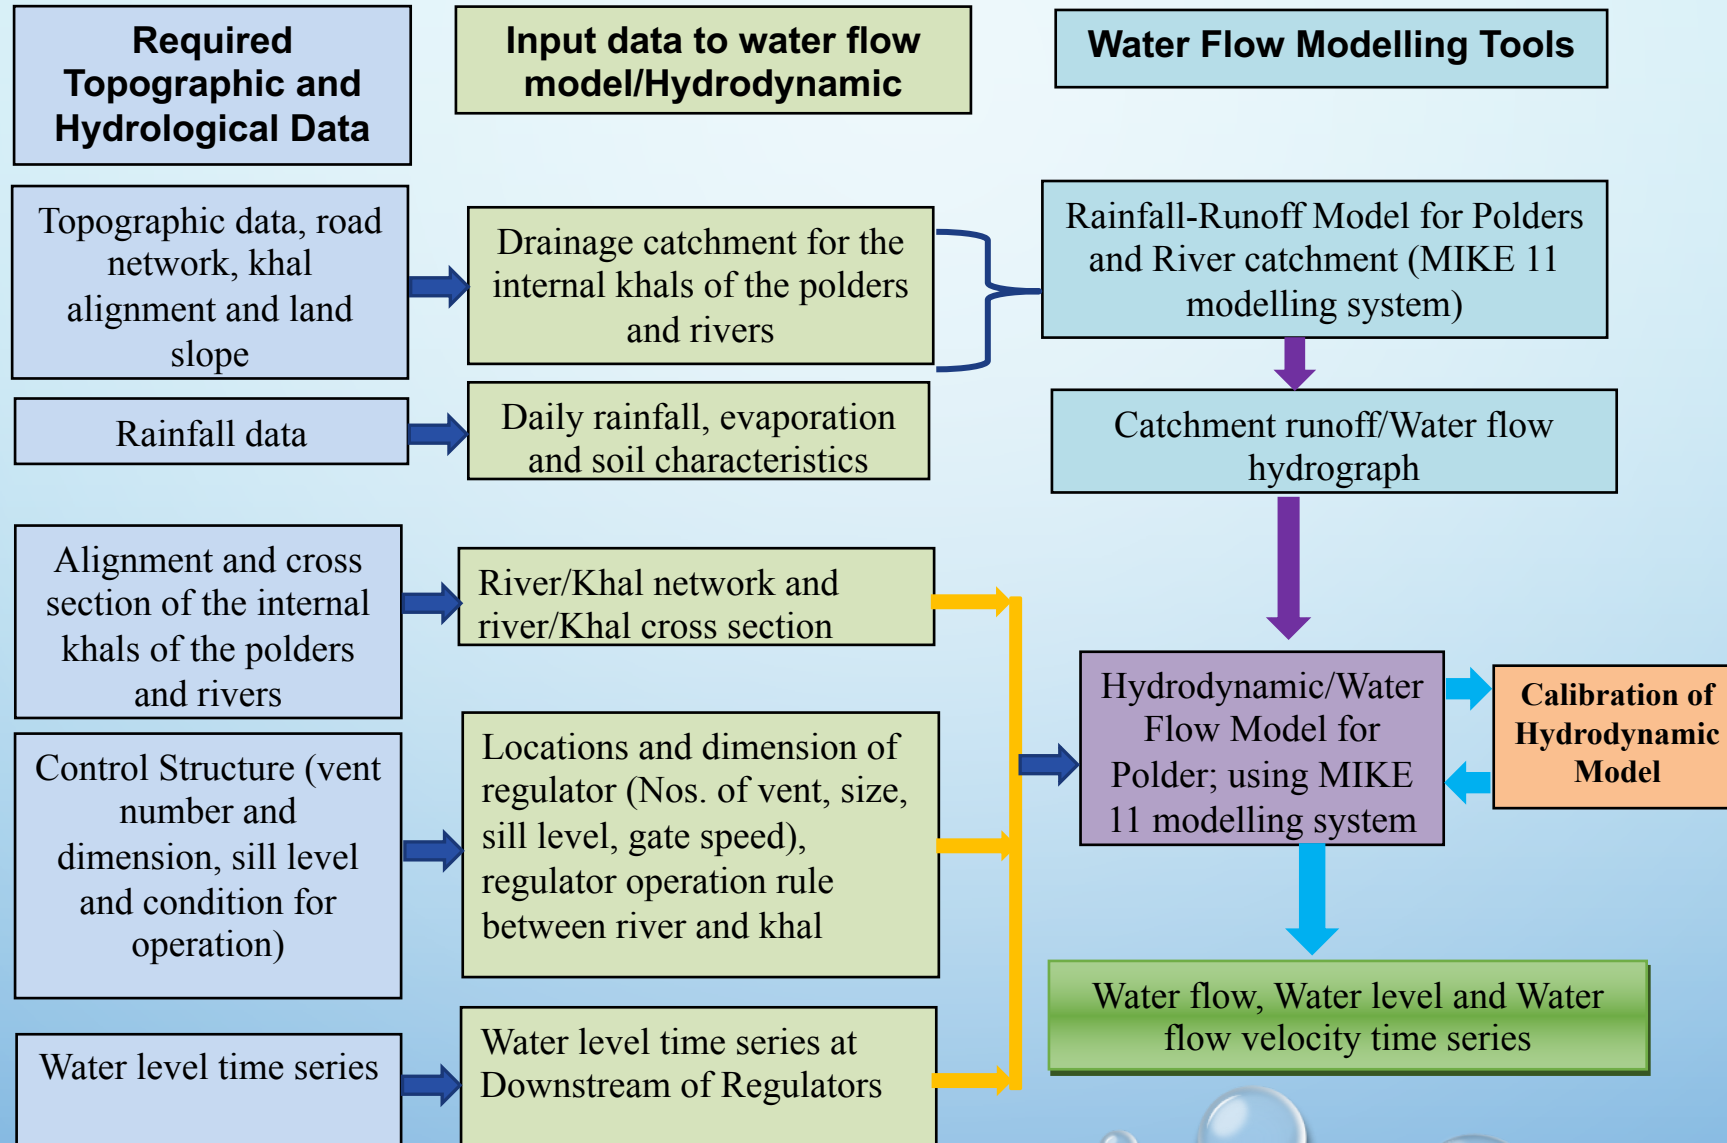 Required
Topographic and
Hydrological Data
Input data to water flow
model/Hydrodynamic
Water Flow Modelling Tools
Topographic data, road
network, khal
alignment and land
slope
Drainage catchment for the
internal khals of the polders
and rivers
Rainfall-Runoff Model for Polders
and River catchment (MIKE 11
modelling system)
Rainfall data
Daily rainfall, evaporation
and soil characteristics
Catchment runoff/Water flow
hydrograph
Alignment and cross
section of the internal
khals of the polders
and rivers
River/Khal network and
river/Khal cross section
Hydrodynamic/Water
Flow Model for
Polder; using MIKE
11 modelling system
Calibration of
Hydrodynamic
Model
Control Structure (vent
number and
dimension, sill level
and condition for
operation)
Locations and dimension of
regulator (Nos. of vent, size,
sill level, gate speed),
regulator operation rule
between river and khal
Water flow, Water level and Water
flow velocity time series
Water level time series
Water level time series at
Downstream of Regulators